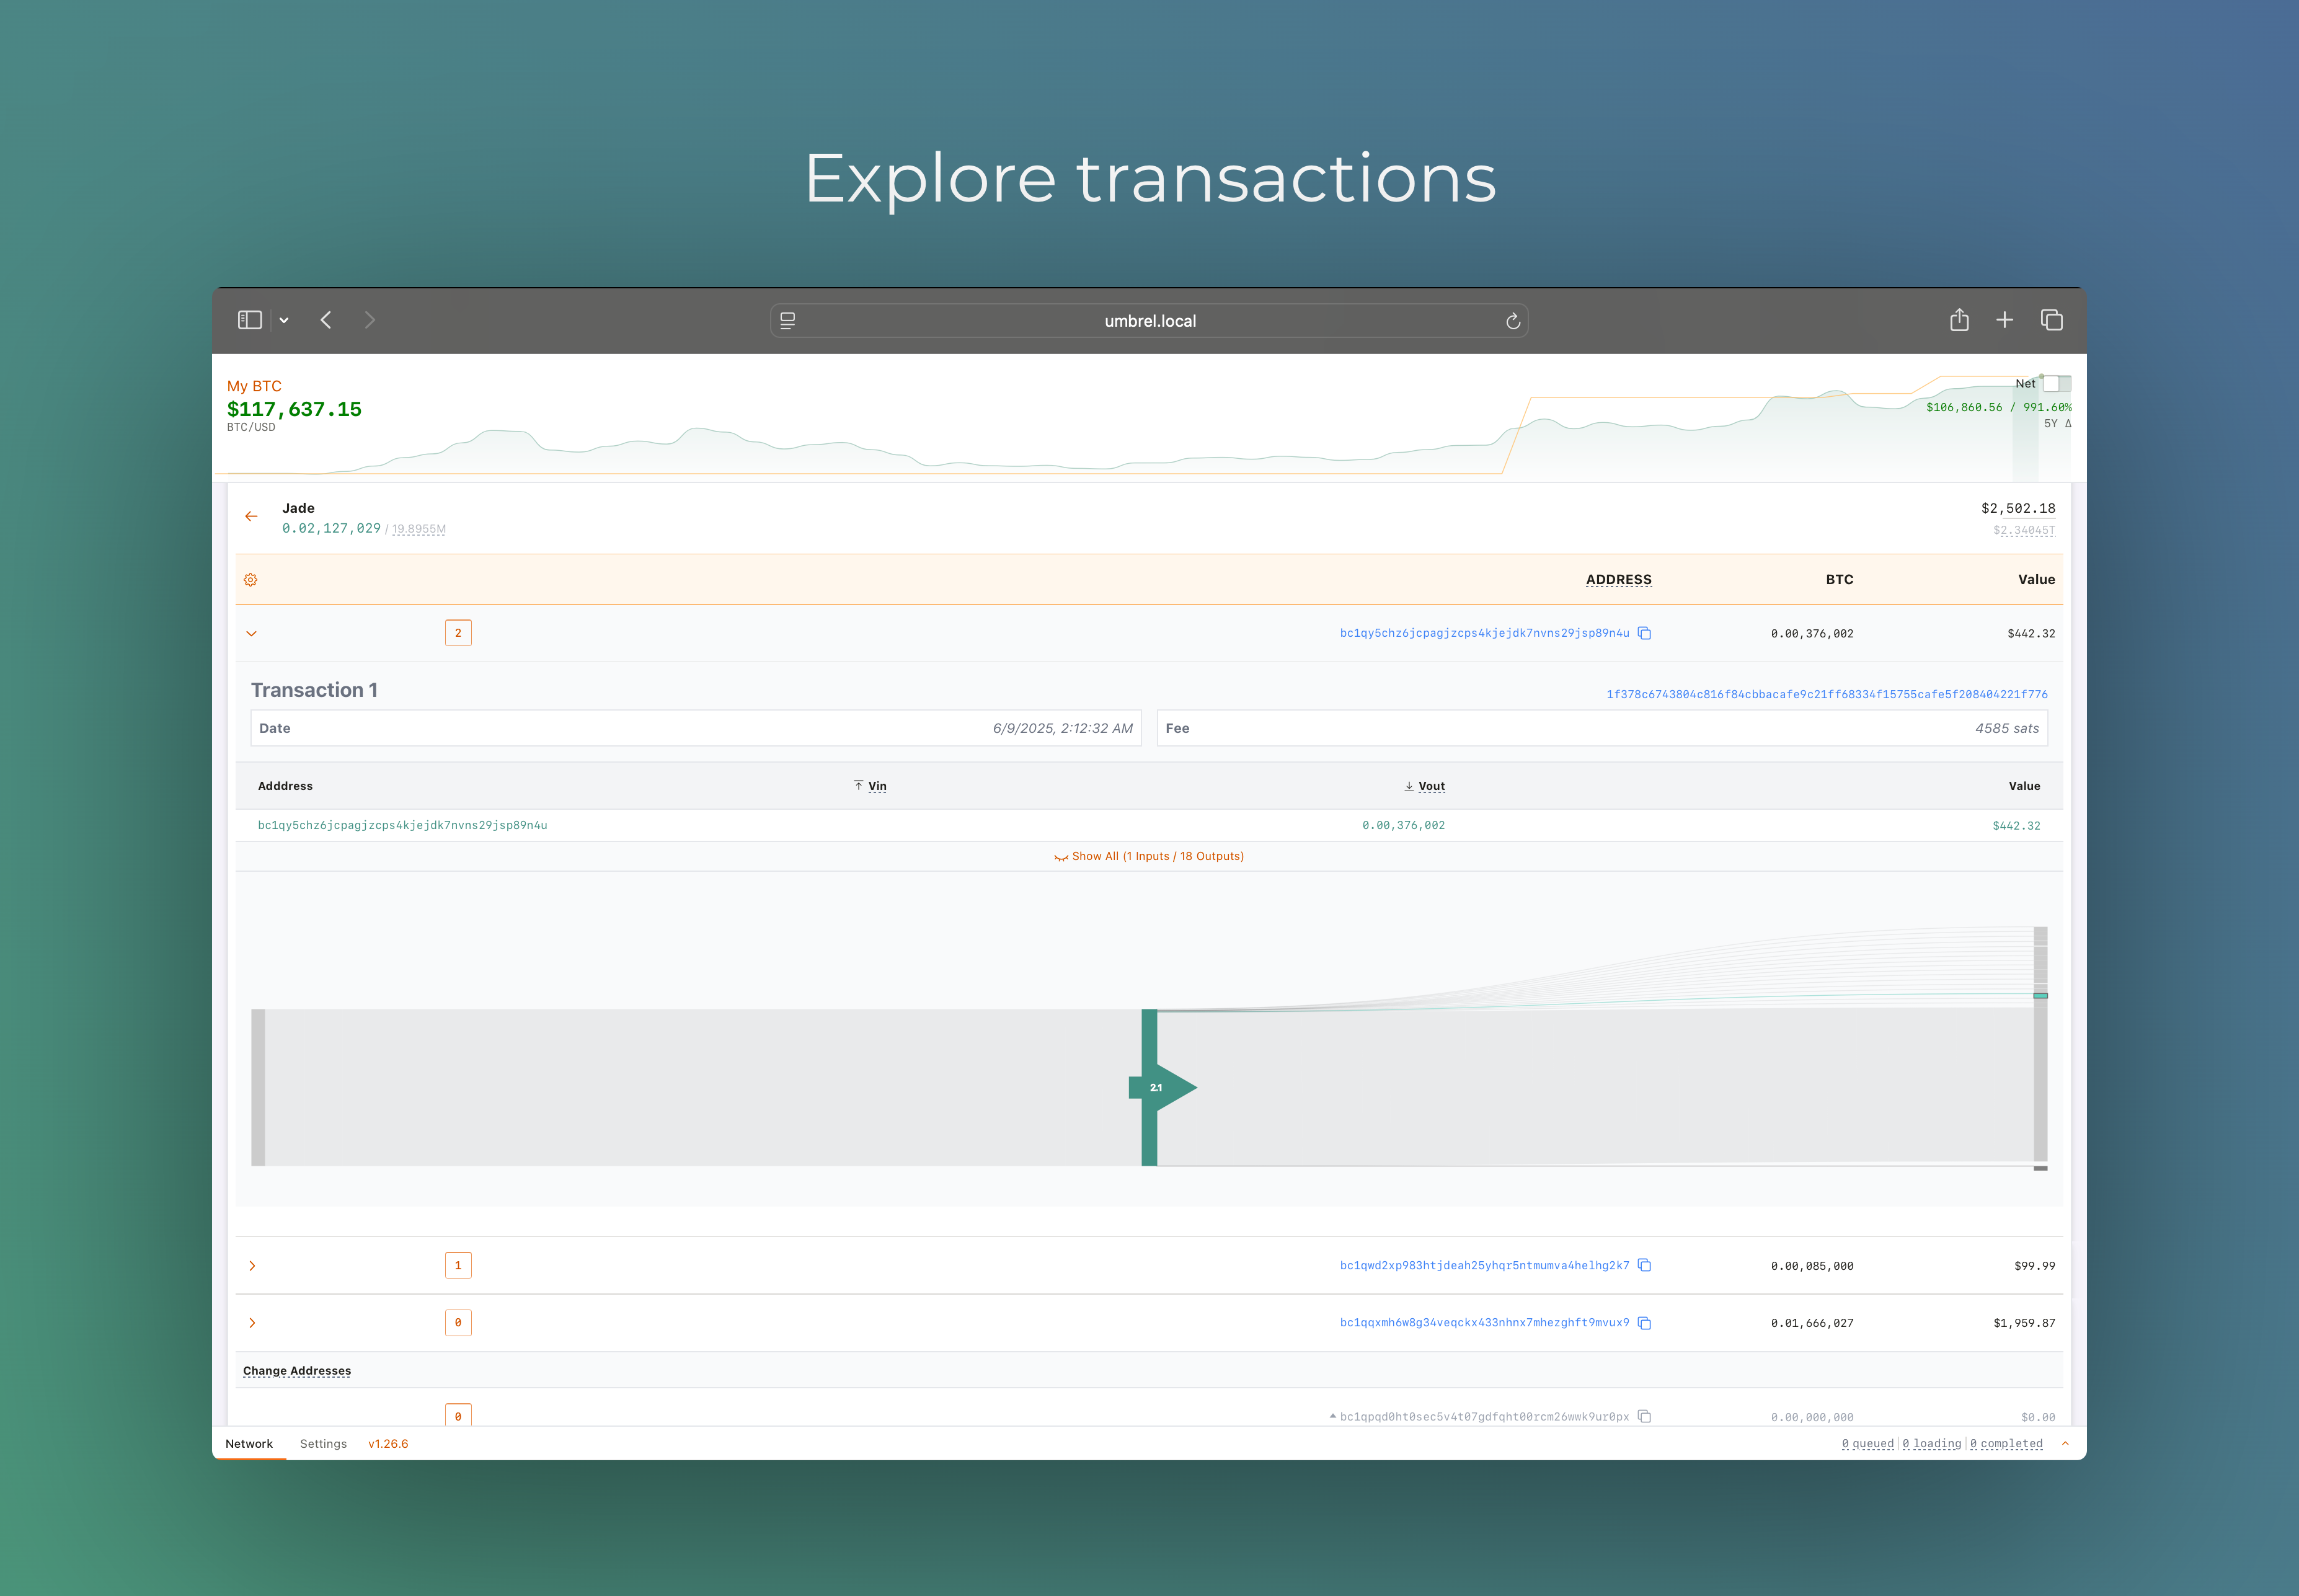 Explore transactions
umbrel.local
My BTC
$117,637.15
BTC/USD
Net
$106,860.56 / 991.60%
5Y Δ
Jade
0.02,127,029 / 19.8955M
$2,502.18
$2.34045T
ADDRESS BTC Value
2 bc1qy5chz6jcpagjzcps4kjejdk7nvns29jsp89n4u 0.00,376,002 $442.32
Transaction 1
1f378c6743804c816f84cbbacafe9c21ff68334f15755cafe5f208404221f776
Date 6/9/2025, 2:12:32 AM Fee 4585 sats
Adddress Vin Vout Value
bc1qy5chz6jcpagjzcps4kjejdk7nvns29jsp89n4u 0.00,376,002 $442.32
Show All (1 Inputs / 18 Outputs)
2.1
1 bc1qwd2xp983htjdeah25yhqr5ntmumva4helhg2k7 0.00,085,000 $99.99
0 bc1qqxmh6w8g34veqckx433nhnx7mhezghft9mvux9 0.01,666,027 $1,959.87
Change Addresses
0 bc1qpqd0ht0sec5v4t07gdfqht00rcm26wwk9ur0px 0.00,000,000 $0.00
Network Settings v1.26.6 0 queued 0 loading 0 completed